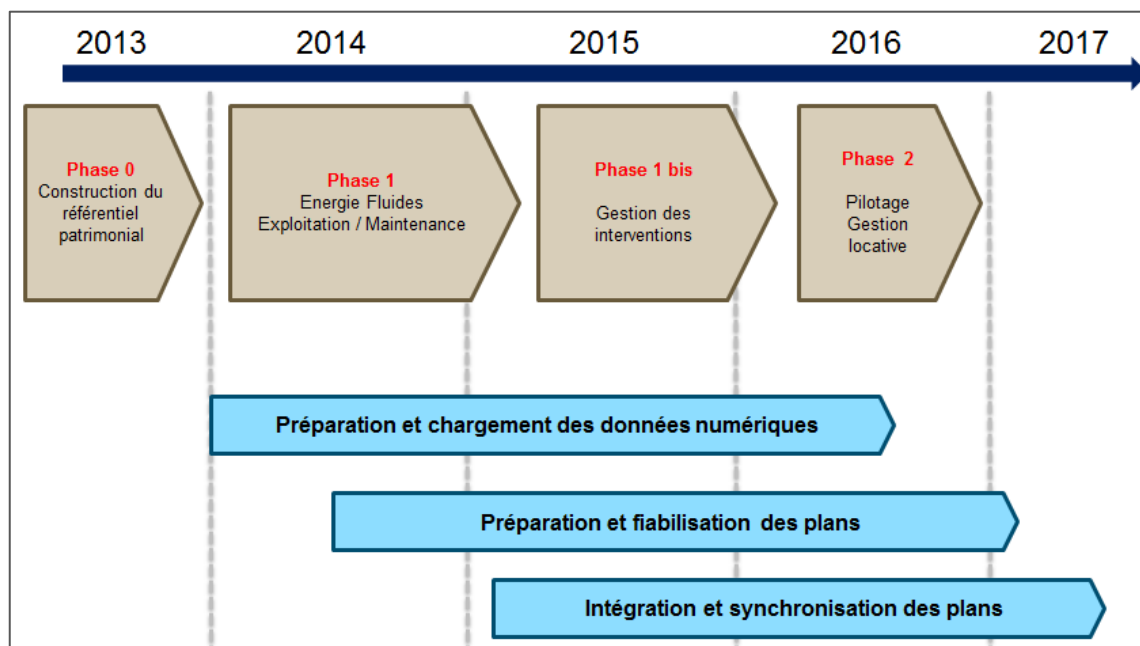 2013 2014 2015 2016 2017
Phase 0
Construction du
référentiel
patrimonial
Phase 1
Energie Fluides
Exploitation / Maintenance
Phase 1 bis
Gestion des
interventions
Phase 2
Pilotage
Gestion
locative
Préparation et chargement des données numériques
Préparation et fiabilisation des plans
Intégration et synchronisation des plans